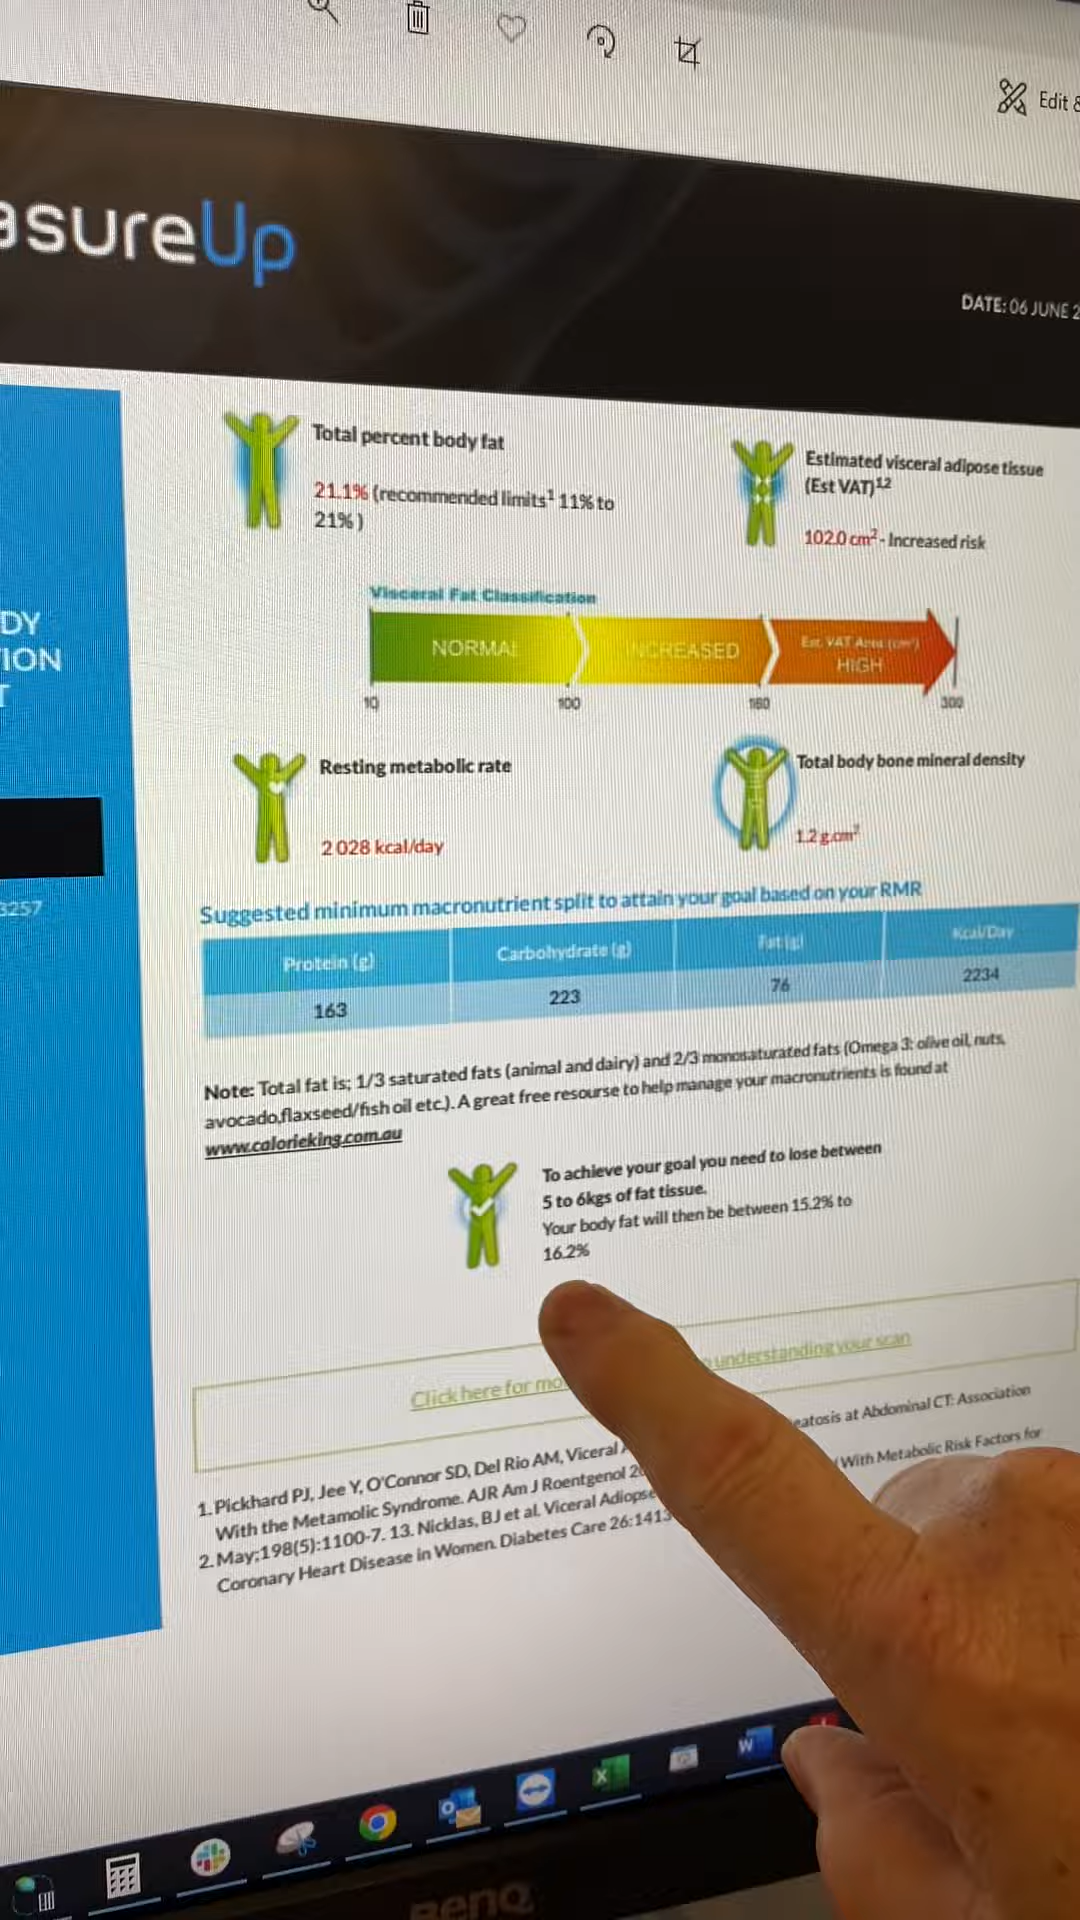 Edit &
asureUp
DATE: 06 JUNE 2
DY
ION
T
3257
Total percent body fat
21.1% (recommended limits¹ 11% to
21% )
Estimated visceral adipose tissue
(Est VAT)¹²
102.0 cm² - Increased risk
Visceral Fat Classification
NORMAL
INCREASED
Est. VAT Area (cm²)
HIGH
10
100
160
300
Resting metabolic rate
2 028 kcal/day
Total body bone mineral density
1.2 g.cm²
Suggested minimum macronutrient split to attain your goal based on your RMR
Protein (g) Carbohydrate (g) Fat (g) Kcal/Day
163 223 76 2234
Note: Total fat is; 1/3 saturated fats (animal and dairy) and 2/3 monosaturated fats (Omega 3: olive oil, nuts,
avocado,flaxseed/fish oil etc.). A great free resourse to help manage your macronutrients is found at
www.calorieking.com.au
To achieve your goal you need to lose between
5 to 6kgs of fat tissue.
Your body fat will then be between 15.2% to
16.2%
Click here for mo understanding your scan
1. Pickhard PJ, Jee Y, O'Connor SD, Del Rio AM, Viceral eatosis at Abdominal CT: Association
With the Metamolic Syndrome. AJR Am J Roentgenol 20
2. May;198(5):1100-7. 13. Nicklas, BJ et al. Viceral Adiopse With Metabolic Risk Factors for
Coronary Heart Disease in Women. Diabetes Care 26:1413
BenQ